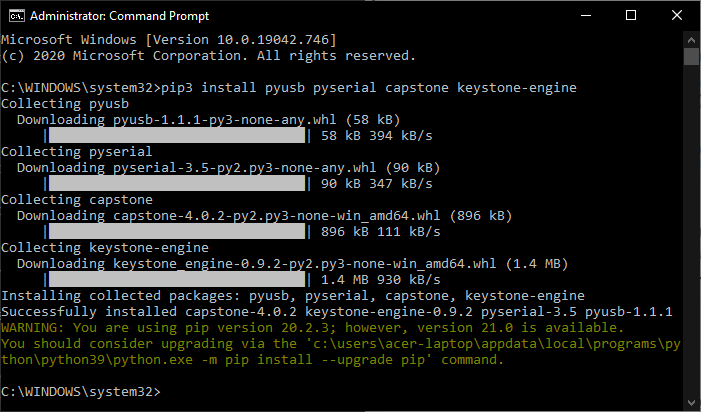 Administrator: Command Prompt
Microsoft Windows [Version 10.0.19042.746]
(c) 2020 Microsoft Corporation. All rights reserved.
C:\WINDOWS\system32>pip3 install pyusb pyserial capstone keystone-engine
Collecting pyusb
  Downloading pyusb-1.1.1-py3-none-any.whl (58 kB)
     |████████████████████████████████| 58 kB 394 kB/s
Collecting pyserial
  Downloading pyserial-3.5-py2.py3-none-any.whl (90 kB)
     |████████████████████████████████| 90 kB 347 kB/s
Collecting capstone
  Downloading capstone-4.0.2-py2.py3-none-win_amd64.whl (896 kB)
     |████████████████████████████████| 896 kB 111 kB/s
Collecting keystone-engine
  Downloading keystone_engine-0.9.2-py2.py3-none-win_amd64.whl (1.4 MB)
     |████████████████████████████████| 1.4 MB 930 kB/s
Installing collected packages: pyusb, pyserial, capstone, keystone-engine
Successfully installed capstone-4.0.2 keystone-engine-0.9.2 pyserial-3.5 pyusb-1.1.1
WARNING: You are using pip version 20.2.3; however, version 21.0 is available.
You should consider upgrading via the 'c:\users\acer-laptop\appdata\local\programs\py
thon\python39\python.exe -m pip install --upgrade pip' command.
C:\WINDOWS\system32>